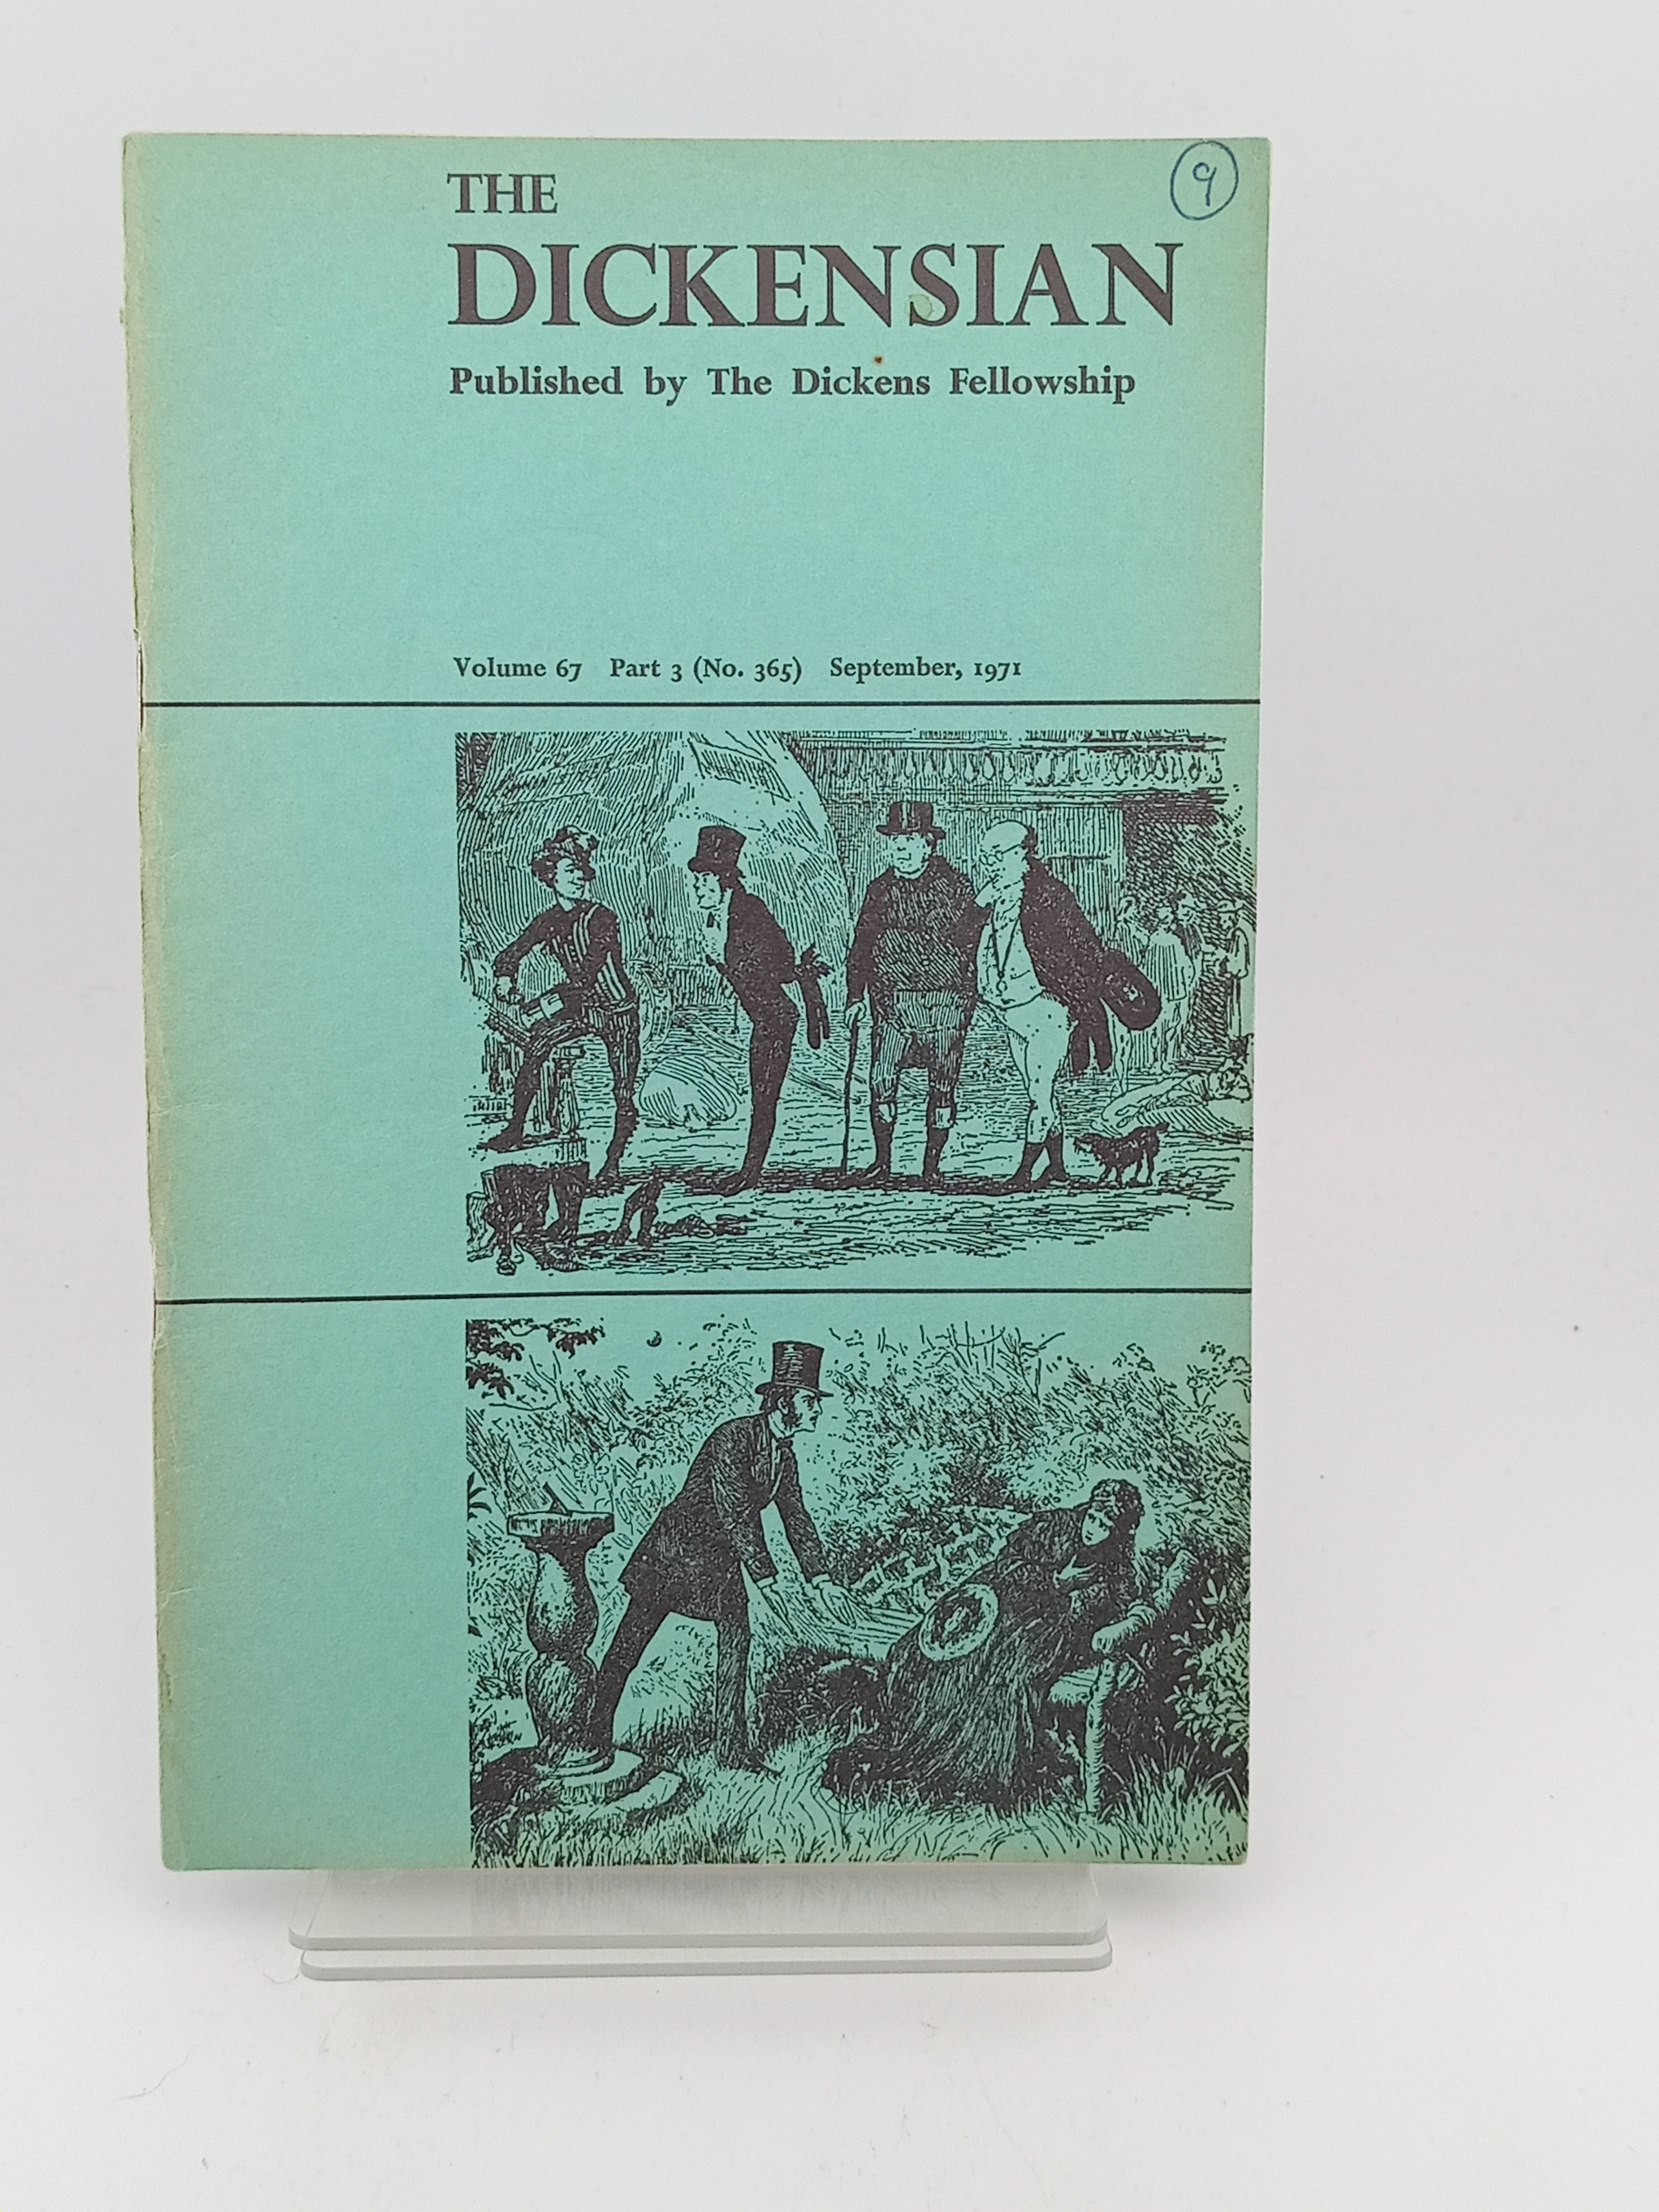 9
THE
DICKENSIAN
Published by The Dickens Fellowship
Volume 67 Part 3 (No. 365) September, 1971